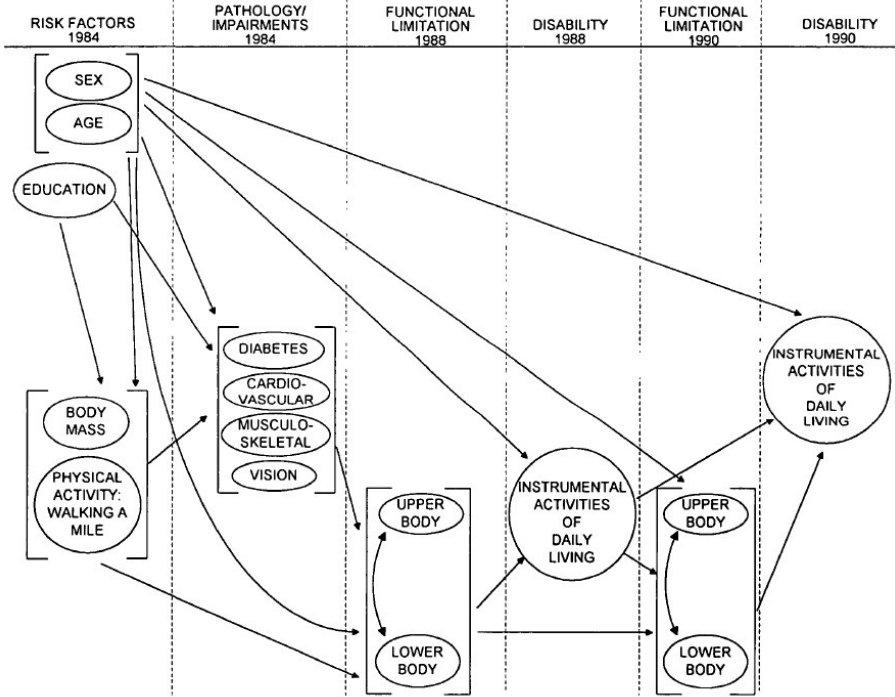 RISK FACTORS
1984
PATHOLOGY/
IMPAIRMENTS
1984
FUNCTIONAL
LIMITATION
1988
DISABILITY
1988
FUNCTIONAL
LIMITATION
1990
DISABILITY
1990
SEX
AGE
EDUCATION
BODY
MASS
PHYSICAL
ACTIVITY:
WALKING A
MILE
DIABETES
CARDIO-
VASCULAR
MUSCULO-
SKELETAL
VISION
UPPER
BODY
LOWER
BODY
INSTRUMENTAL
ACTIVITIES
OF
DAILY
LIVING
UPPER
BODY
LOWER
BODY
INSTRUMENTAL
ACTIVITIES
OF
DAILY
LIVING